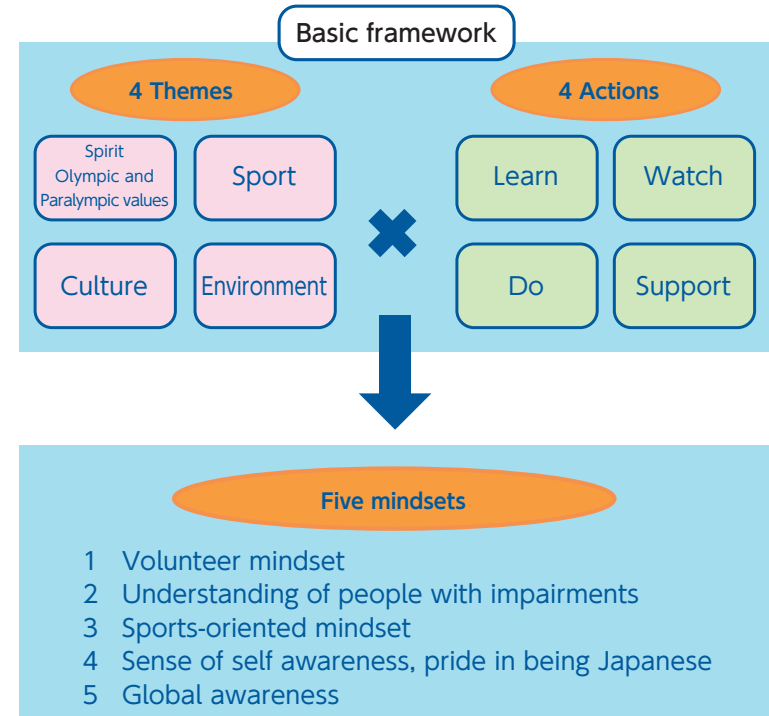 Basic framework
4 Themes
Spirit
Olympic and
Paralympic values
Sport
Culture
Environment
4 Actions
Learn
Watch
Do
Support
Five mindsets
1 Volunteer mindset
2 Understanding of people with impairments
3 Sports-oriented mindset
4 Sense of self awareness, pride in being Japanese
5 Global awareness